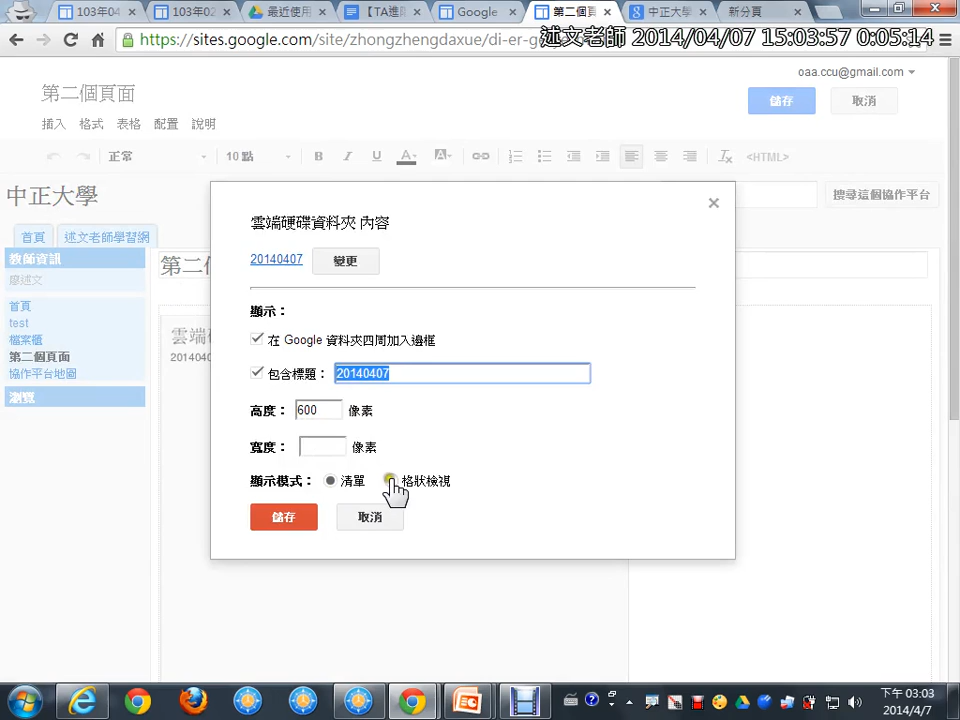 103年04
103年02
最近使用
【TA進
Google
第二個頁
中正大學
新分頁
https://sites.google.com/site/zhongzhengdaxue/di-er-g
述文老師 2014/04/07 15:03:57 0:05:14
oaa.ccu@gmail.com
第二個頁面
儲存
取消
插入 格式 表格 配置 說明
正常 10 點 B I U A A <HTML>
中正大學
搜尋這個協作平台
首頁 述文老師學習網
教師資訊
廖述文
首頁
test
檔案櫃
第二個頁面
協作平台地圖
瀏覽
第二個
雲端硬
2014040
雲端硬碟資料夾 內容
20140407 變更
顯示：
在 Google 資料夾四周加入邊框
包含標題： 20140407
高度： 600 像素
寬度： 像素
顯示模式： 清單 格狀檢視
儲存 取消
下午 03:03
2014/4/7